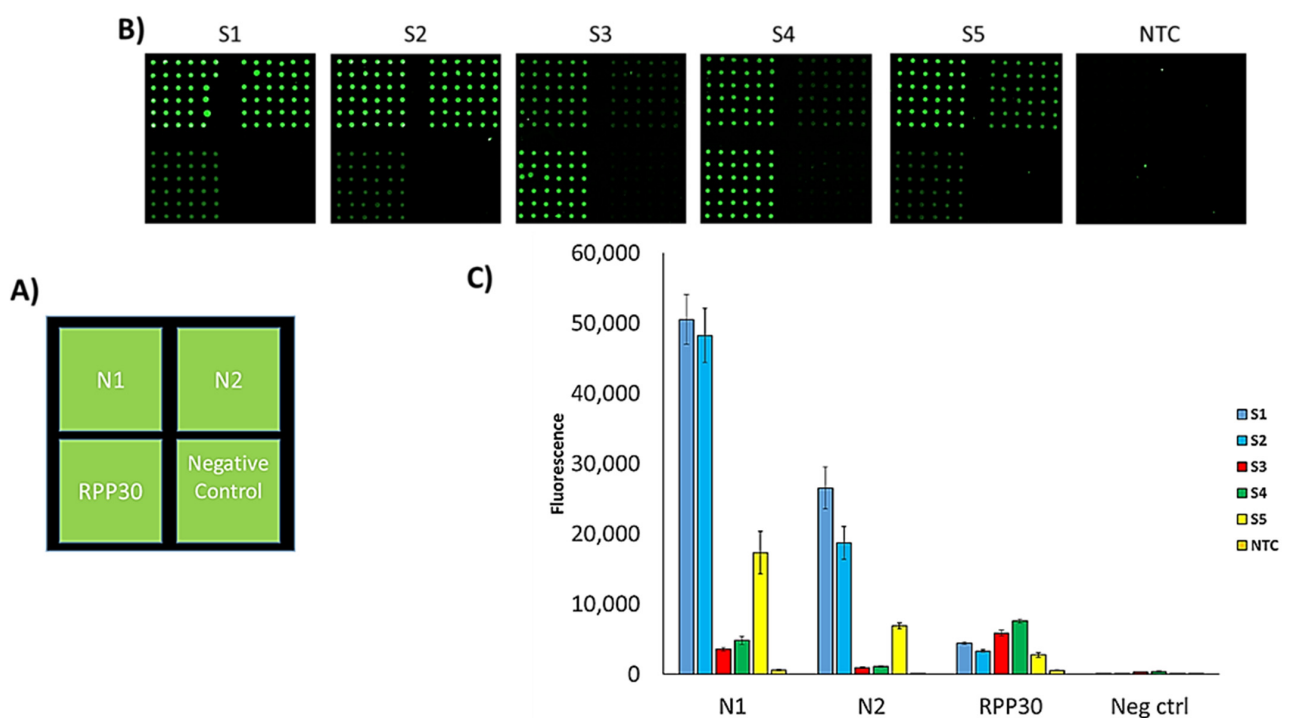 B)
S1 S2 S3 S4 S5 NTC
A)
N1 N2
RPP30 Negative
Control
C)
60,000
50,000
40,000
30,000
20,000
10,000
0
Fluorescence
N1 N2 RPP30 Neg ctrl
S1
S2
S3
S4
S5
NTC